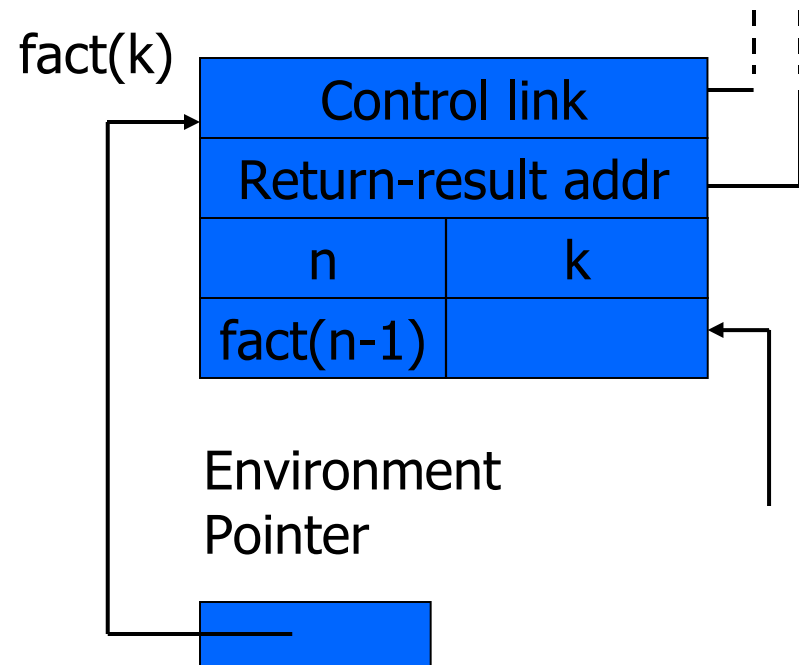 fact(k)
Control link
Return-result addr
n k
fact(n-1)
Environment
Pointer